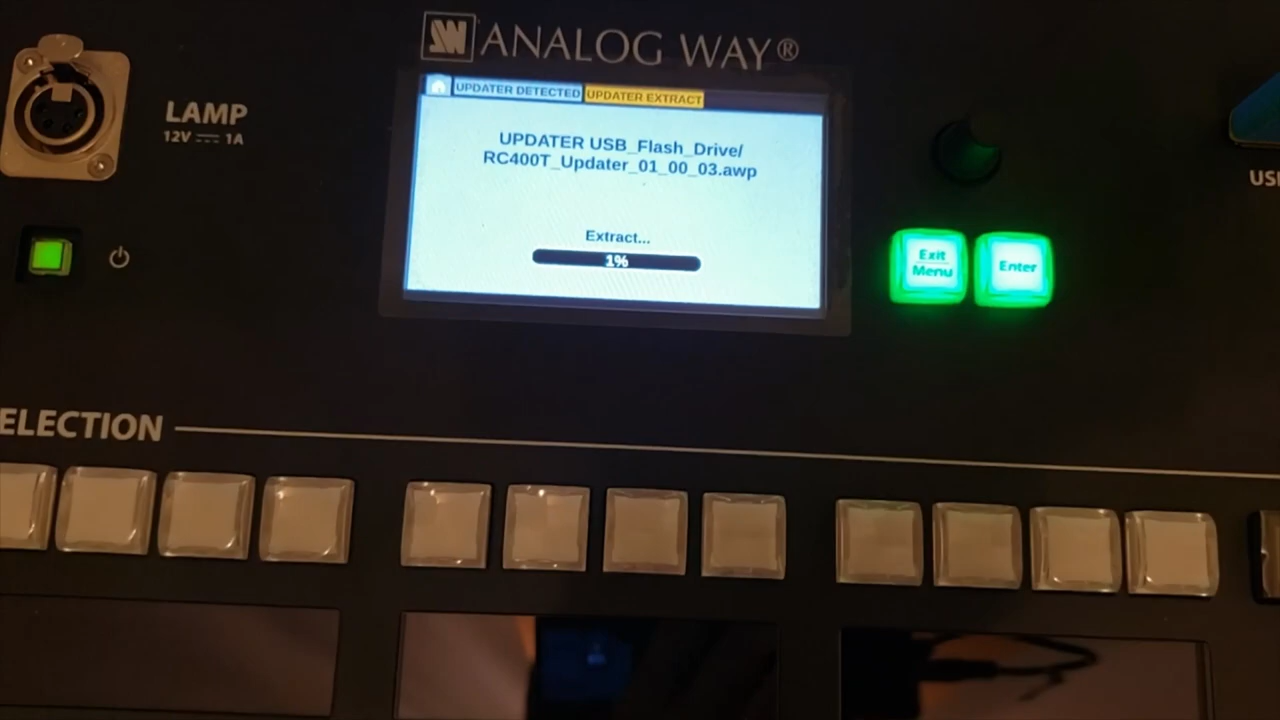 ANALOG WAY®
LAMP
12V 1A
UPDATER DETECTED UPDATER EXTRACT
UPDATER USB_Flash_Drive/
RC400T_Updater_01_00_03.awp
Extract...
1%
Exit
Menu
Enter
US
ELECTION